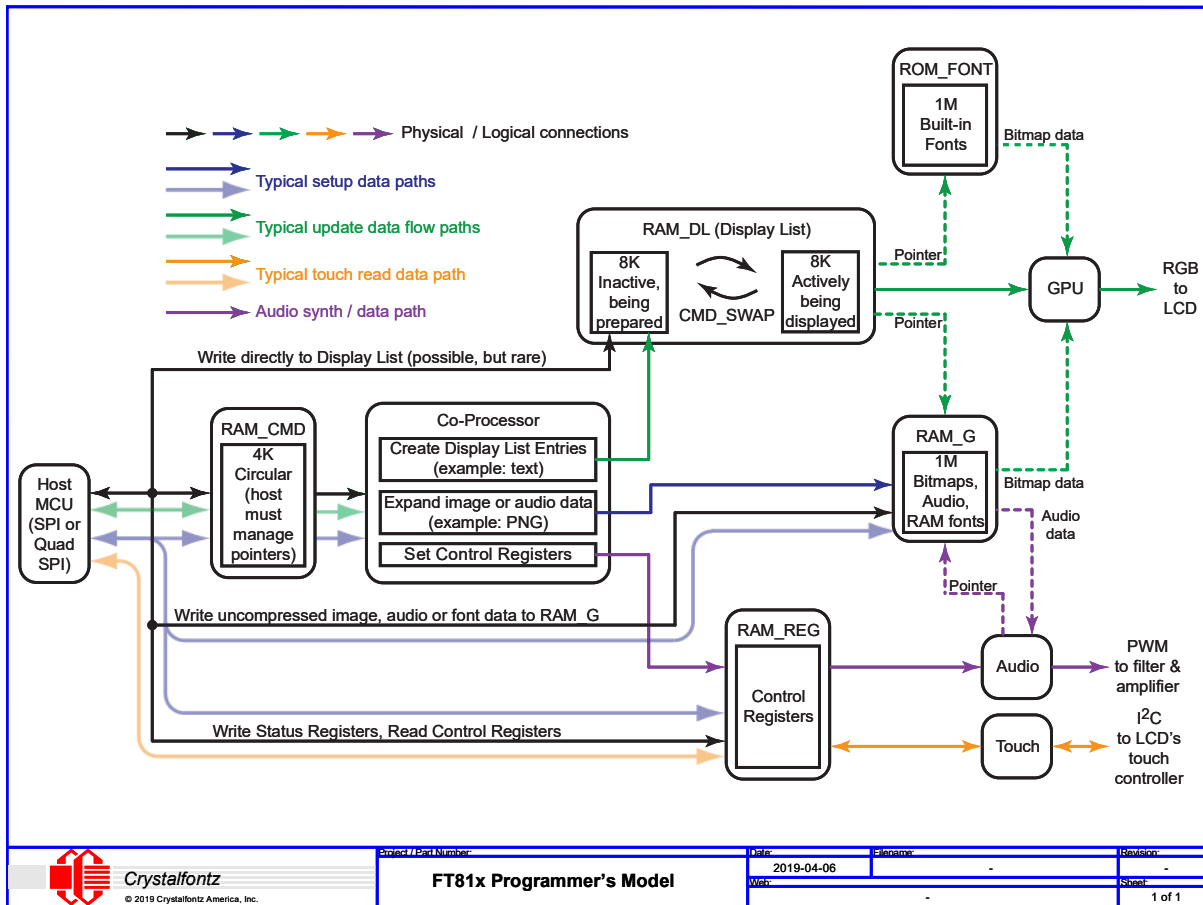 ROM_FONT
1M
Built-in
Fonts
Bitmap data
Physical / Logical connections
Typical setup data paths
Typical update data flow paths
Typical touch read data path
Audio synth / data path
RAM_DL (Display List)
8K
Inactive,
being
prepared
CMD_SWAP
8K
Actively
being
displayed
Pointer
Pointer
GPU
RGB
to
LCD
Write directly to Display List (possible, but rare)
Host
MCU
(SPI or
Quad
SPI)
RAM_CMD
4K
Circular
(host
must
manage
pointers)
Co-Processor
Create Display List Entries
(example: text)
Expand image or audio data
(example: PNG)
Set Control Registers
RAM_G
1M
Bitmaps,
Audio,
RAM fonts
Bitmap data
Audio
data
Pointer
Write uncompressed image, audio or font data to RAM_G
RAM_REG
Control
Registers
Audio
PWM
to filter &
amplifier
Write Status Registers, Read Control Registers
Touch
I2C
to LCD's
touch
controller
Crystalfontz
© 2019 Crystalfontz America, Inc.
Project / Part Number:
FT81x Programmer's Model
Date:
2019-04-06
Filename:
-
Revision:
-
Web:
-
Sheet:
1 of 1